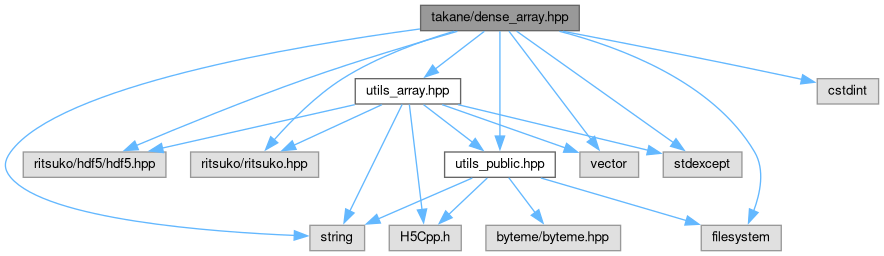 takane/dense_array.hpp
utils_array.hpp
cstdint
ritsuko/hdf5/hdf5.hpp
ritsuko/ritsuko.hpp
utils_public.hpp
vector
stdexcept
string
H5Cpp.h
byteme/byteme.hpp
filesystem